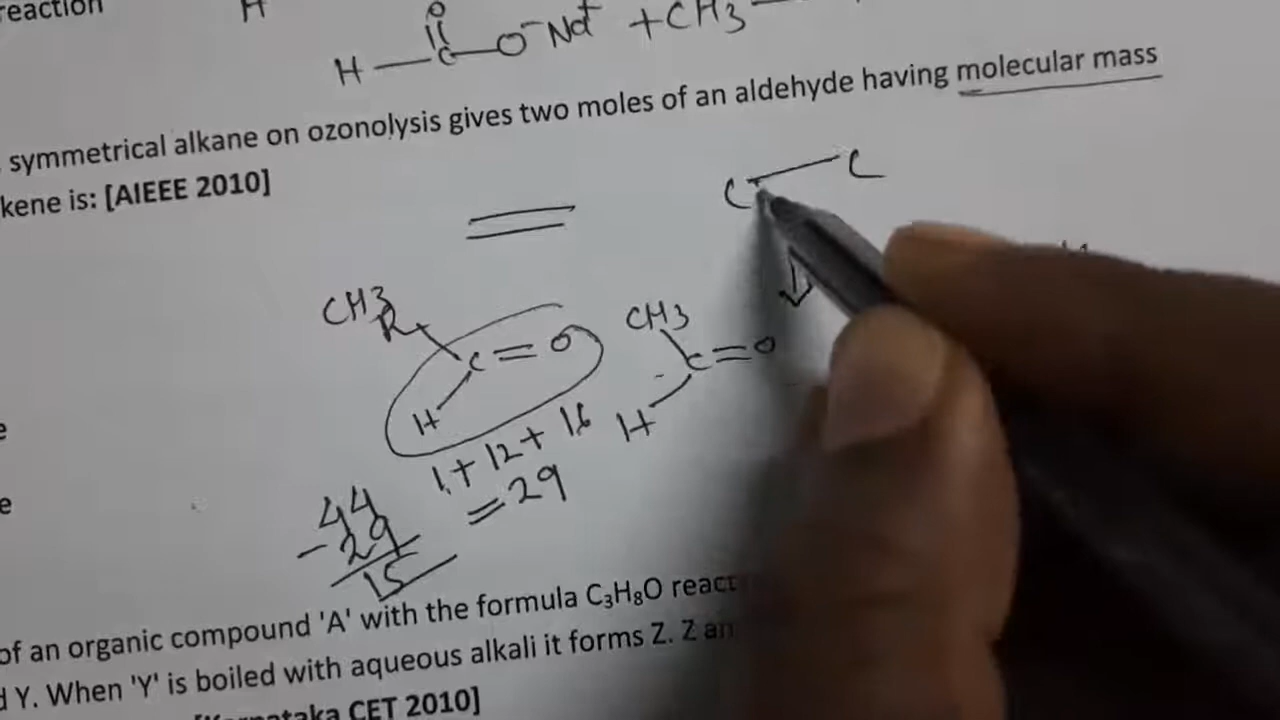 reaction
H
O
H C O⁻ Na⁺ + CH3
symmetrical alkane on ozonolysis gives two moles of an aldehyde having molecular mass
kene is: [AIEEE 2010]
C C
CH3
R
C = O
H
CH3
C = O
H
1 + 12 + 16
= 29
44
- 29
15
of an organic compound 'A' with the formula C₃H₈O react
Y. When 'Y' is boiled with aqueous alkali it forms Z. Z an
CET 2010]